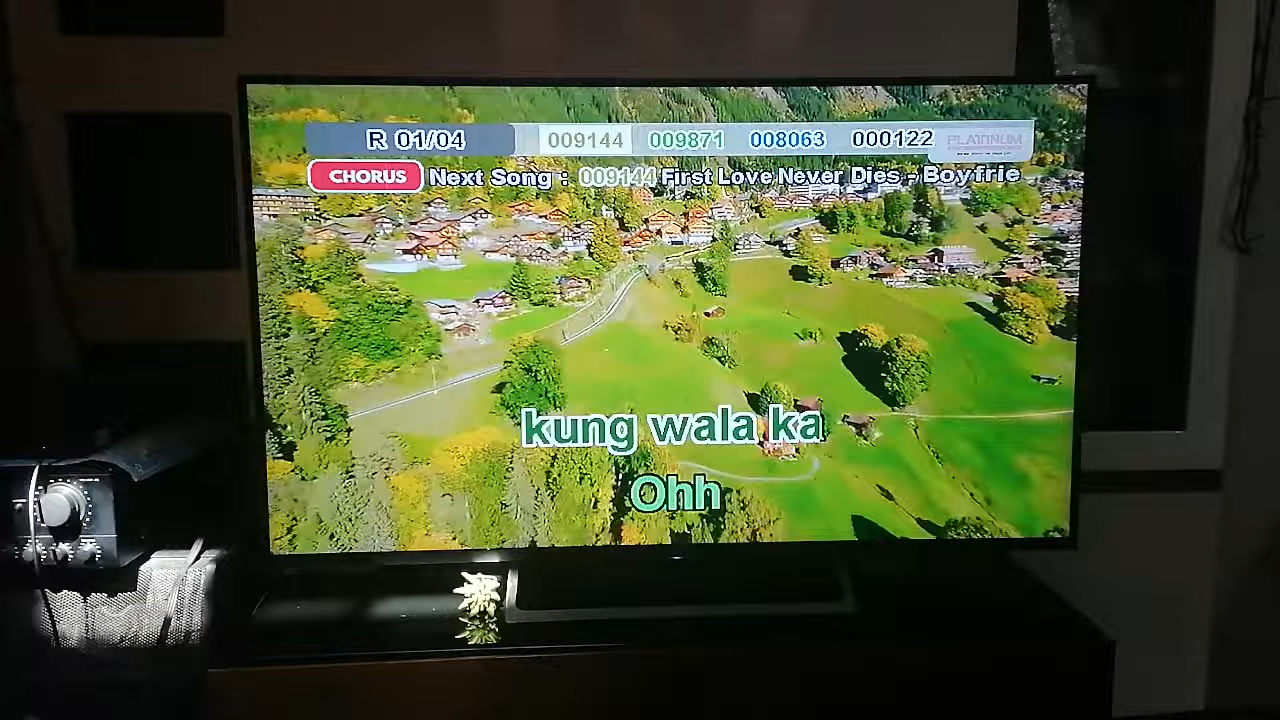 R 01/04 009144 009871 008063 000122 PLATINUM
CHORUS Next Song : 009144 First Love Never Dies - Boyfrie
kung wala ka
Ohh